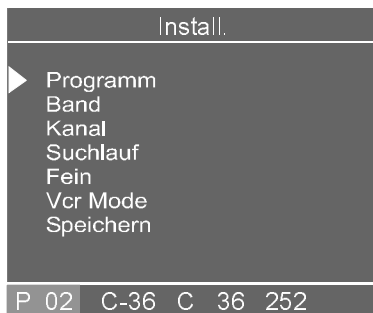 Install.
Programm
Band
Kanal
Suchlauf
Fein
Vcr Mode
Speichern
P 02 C-36 C 36 252